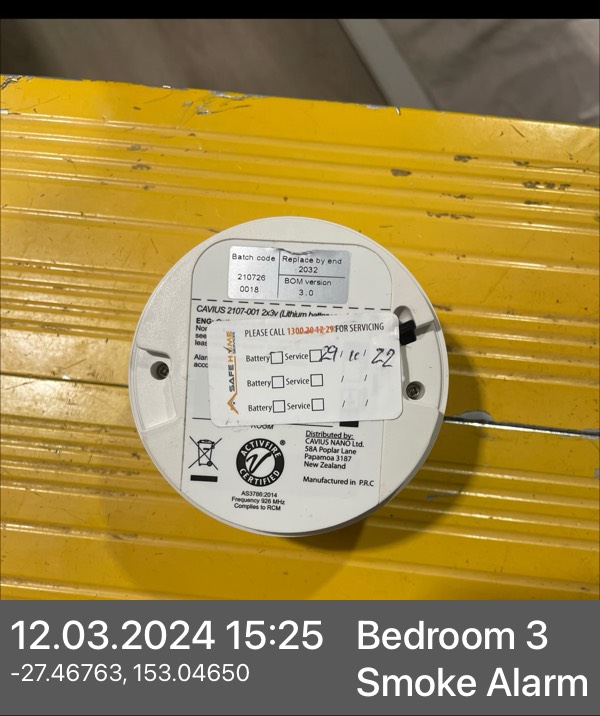 Batch code
210726
0018
Replace by end
2032
BOM version
3.0
CAVIUS 2107-001 2x3v (Lithium
SAFEHOME
PLEASE CALL 1300 20 12 29 FOR SERVICING
Battery Service 29/10/22
Battery Service / /
Battery Service / /
ROOM
ACTIVFIRE®
CERTIFIED
AS3786:2014
Frequency 926 MHz
Complies to RCM
Distributed by:
CAVIUS NANO Ltd.
58A Poplar Lane
Papamoa 3187
New Zealand
Manufactured in P.R.C
12.03.2024 15:25
-27.46763, 153.04650
Bedroom 3
Smoke Alarm